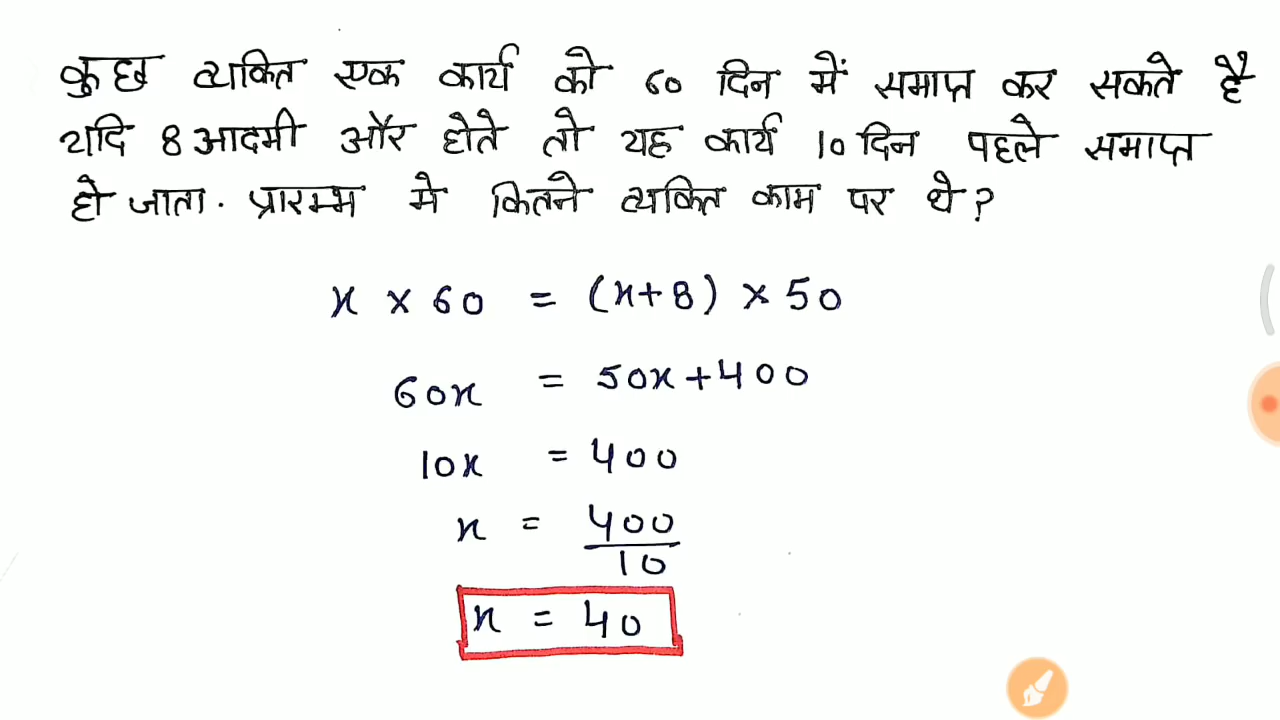 कुछ व्यक्ति एक कार्य को 60 दिन में समाप्त कर सकते है
यदि 8 आदमी और होते तो यह कार्य 10 दिन पहले समाप्त
हो जाता. प्रारम्भ मे कितने व्यक्ति काम पर थे?
x × 60 = (x+8) × 50
60x = 50x + 400
10x = 400
x = 400/10
x = 40